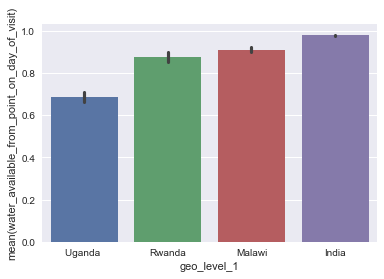 mean(water_available_from_point_on_day_of_visit)
1.0
0.8
0.6
0.4
0.2
0.0
Uganda Rwanda Malawi India
geo_level_1